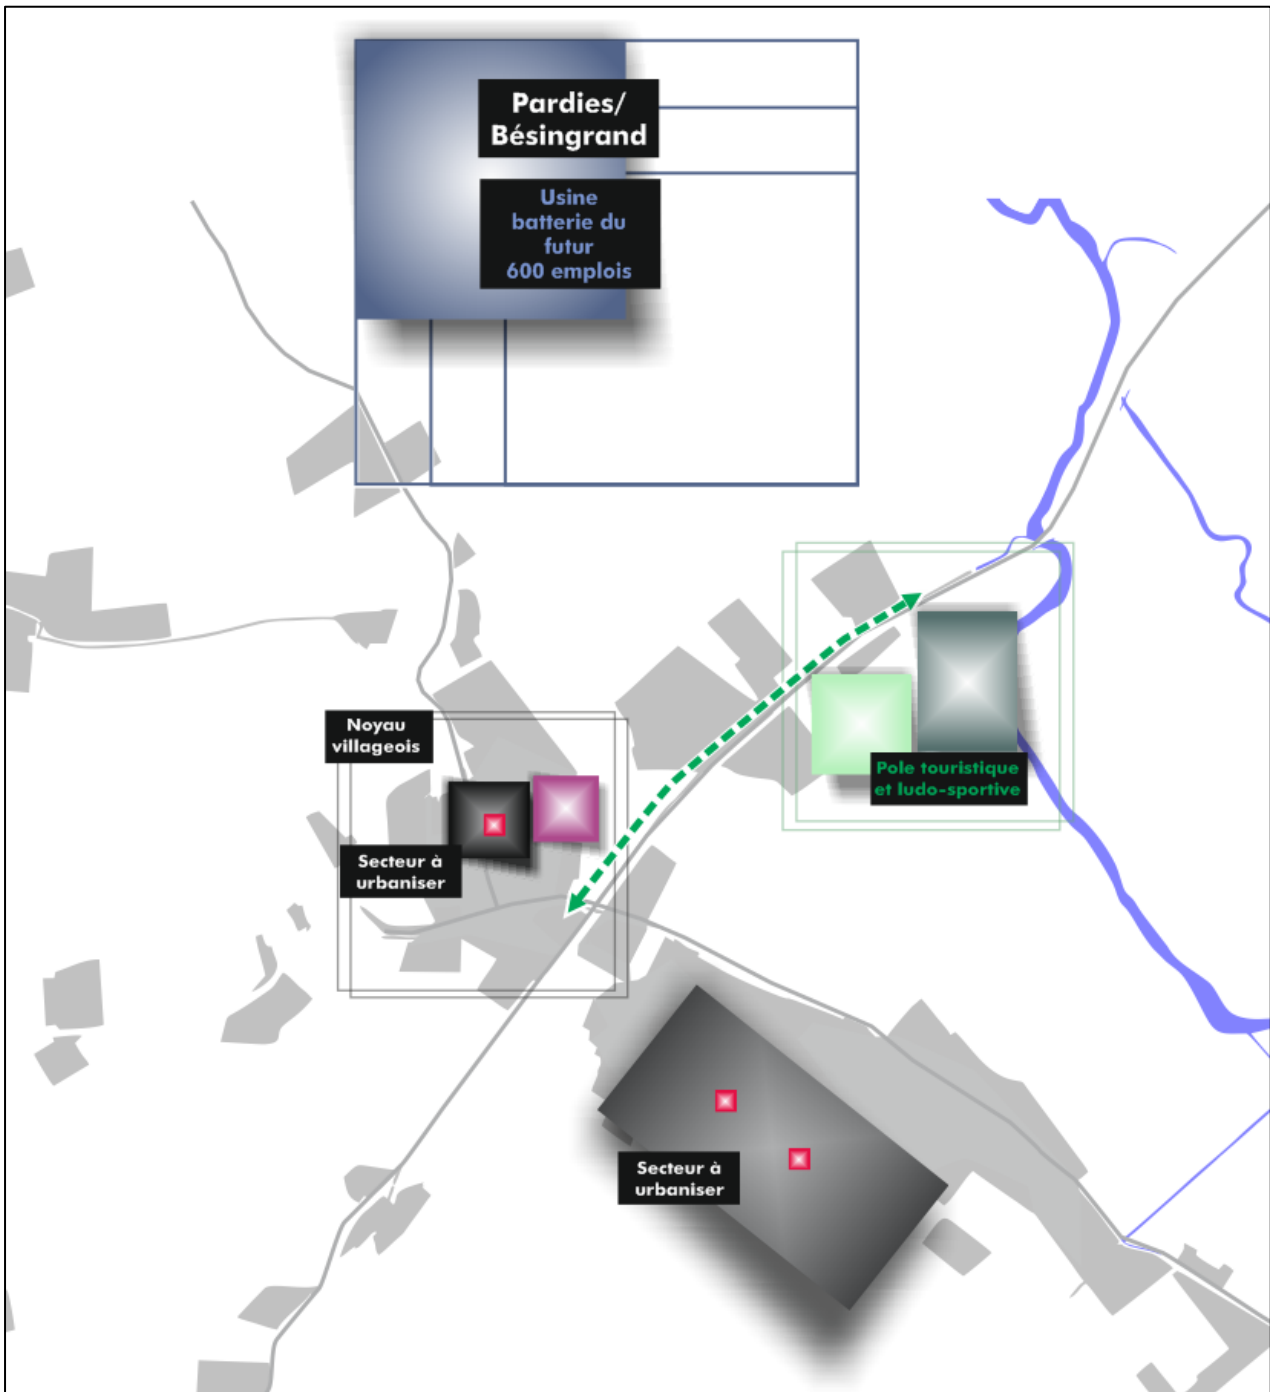 Pardies/
Bésingrand
Usine
batterie du
futur
600 emplois
Noyau
villageois
Pole touristique
et ludo-sportive
Secteur à
urbaniser
Secteur à
urbaniser